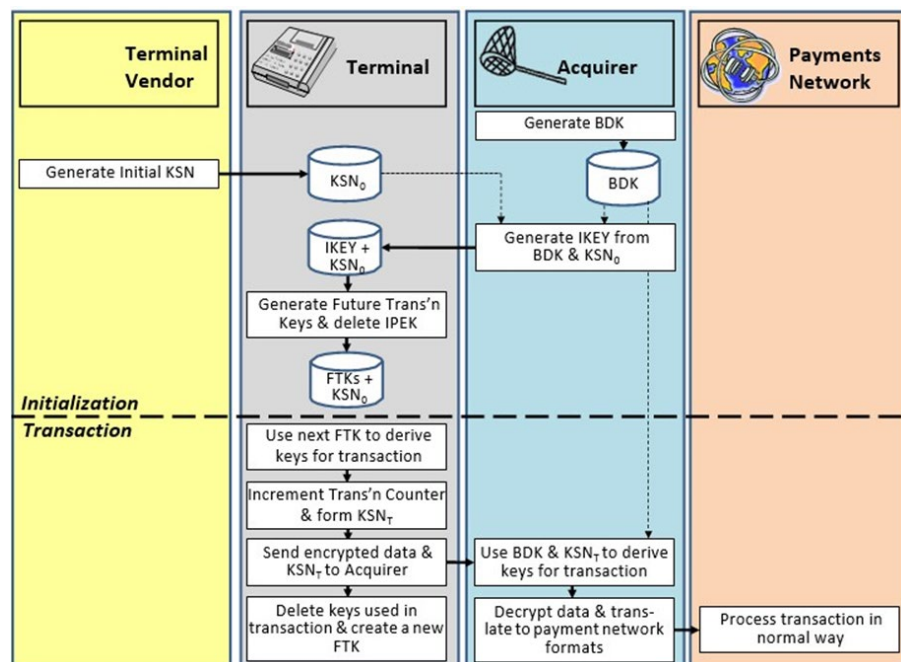 Terminal
Vendor
Terminal
Acquirer
Payments
Network
Generate BDK
BDK
Generate Initial KSN
KSN₀
IKEY +
KSN₀
Generate IKEY from
BDK & KSN₀
Generate Future Trans'n
Keys & delete IPEK
FTKs +
KSN₀
Initialization
Transaction
Use next FTK to derive
keys for transaction
Increment Trans'n Counter
& form KSNT
Send encrypted data &
KSNT to Acquirer
Use BDK & KSNT to derive
keys for transaction
Delete keys used in
transaction & create a new
FTK
Decrypt data & trans-
late to payment network
formats
Process transaction in
normal way